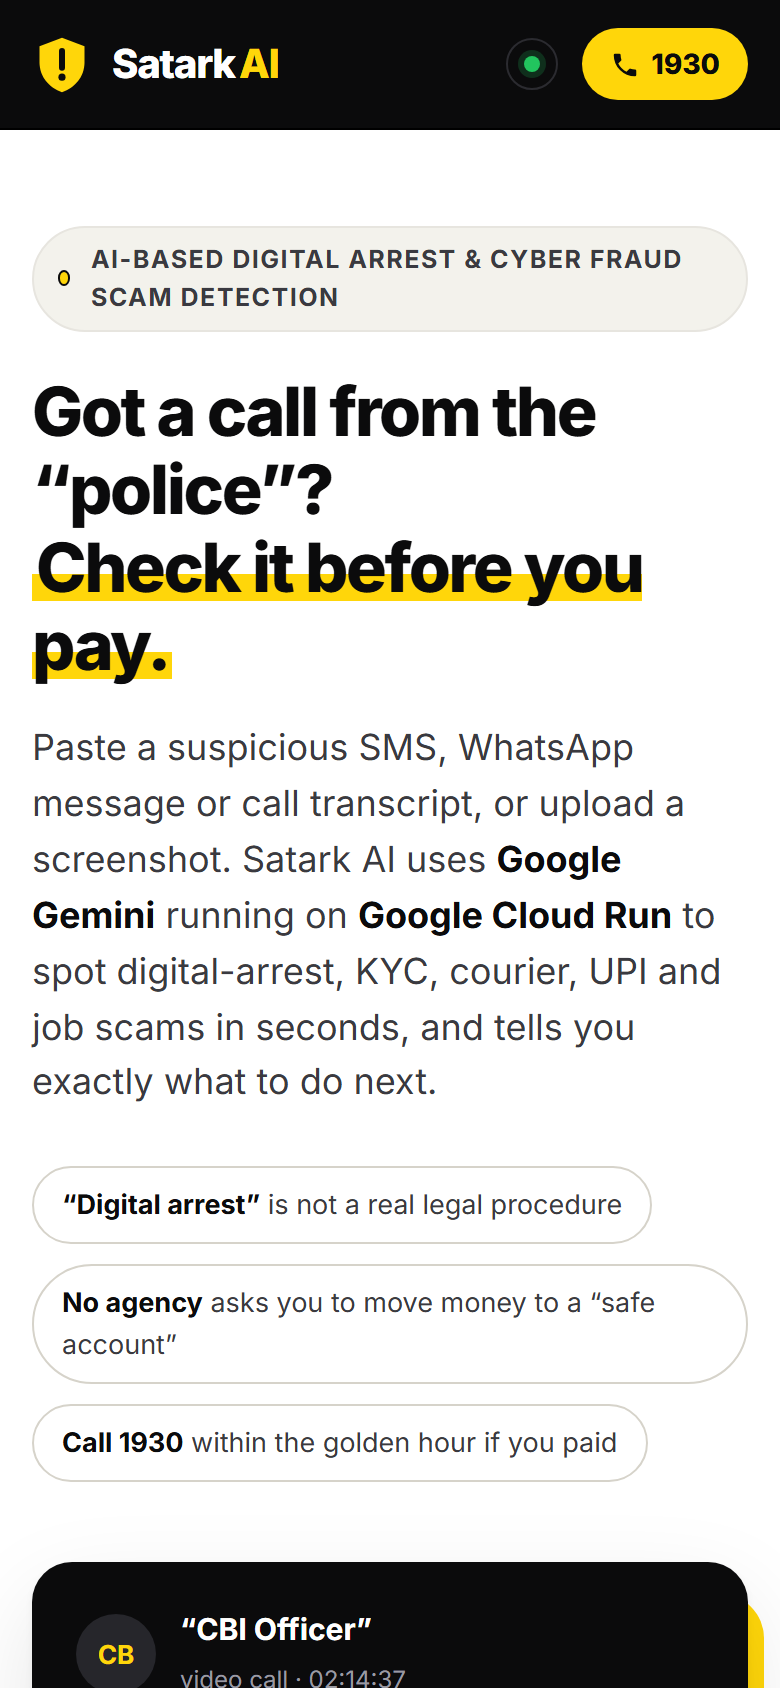 Satark AI
1930
AI-BASED DIGITAL ARREST & CYBER FRAUD
SCAM DETECTION
Got a call from the
“police”?
Check it before you
pay.
Paste a suspicious SMS, WhatsApp
message or call transcript, or upload a
screenshot. Satark AI uses Google
Gemini running on Google Cloud Run to
spot digital-arrest, KYC, courier, UPI and
job scams in seconds, and tells you
exactly what to do next.
“Digital arrest” is not a real legal procedure
No agency asks you to move money to a “safe
account”
Call 1930 within the golden hour if you paid
CB
“CBI Officer”
video call · 02:14:37